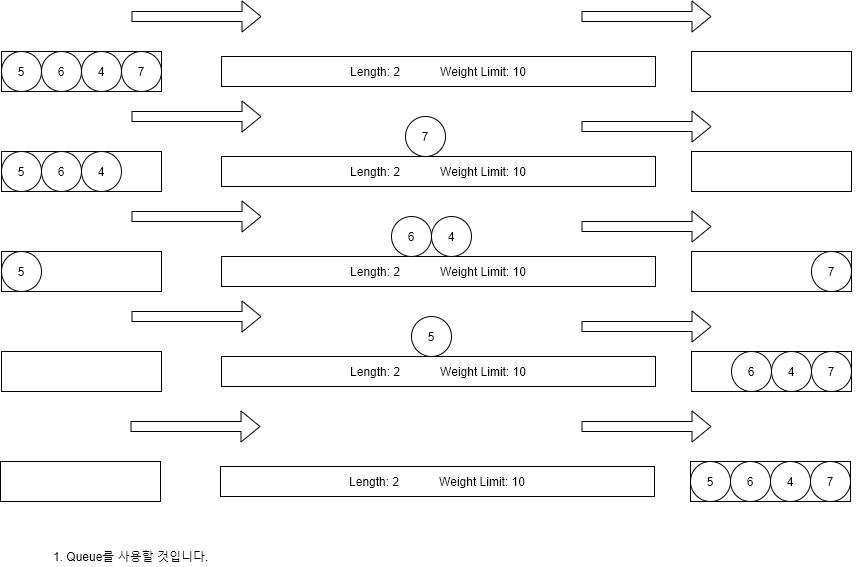 5 6 4 7 Length: 2 Weight Limit: 10
7
5 6 4 Length: 2 Weight Limit: 10
6 4
5 Length: 2 Weight Limit: 10 7
5
Length: 2 Weight Limit: 10 6 4 7
Length: 2 Weight Limit: 10 5 6 4 7
1. Queue를 사용할 것입니다.